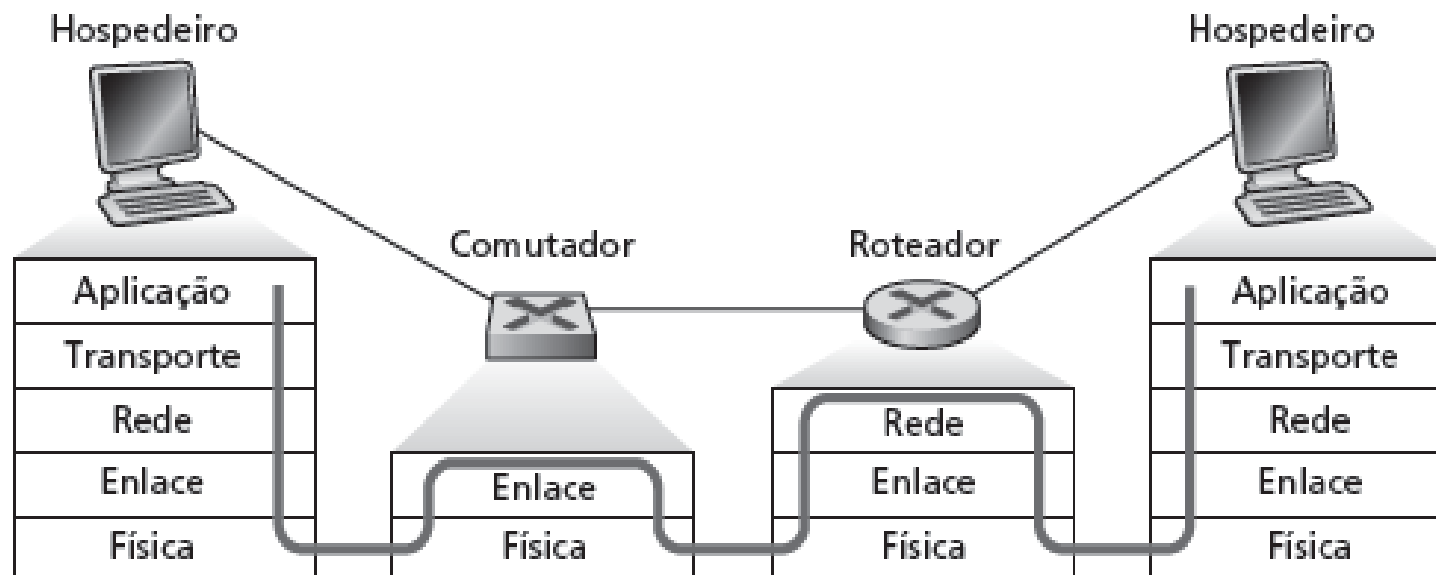 Hospedeiro
Hospedeiro
Comutador
Roteador
Aplicação
Transporte
Rede
Enlace
Física
Enlace
Física
Rede
Enlace
Física
Aplicação
Transporte
Rede
Enlace
Física